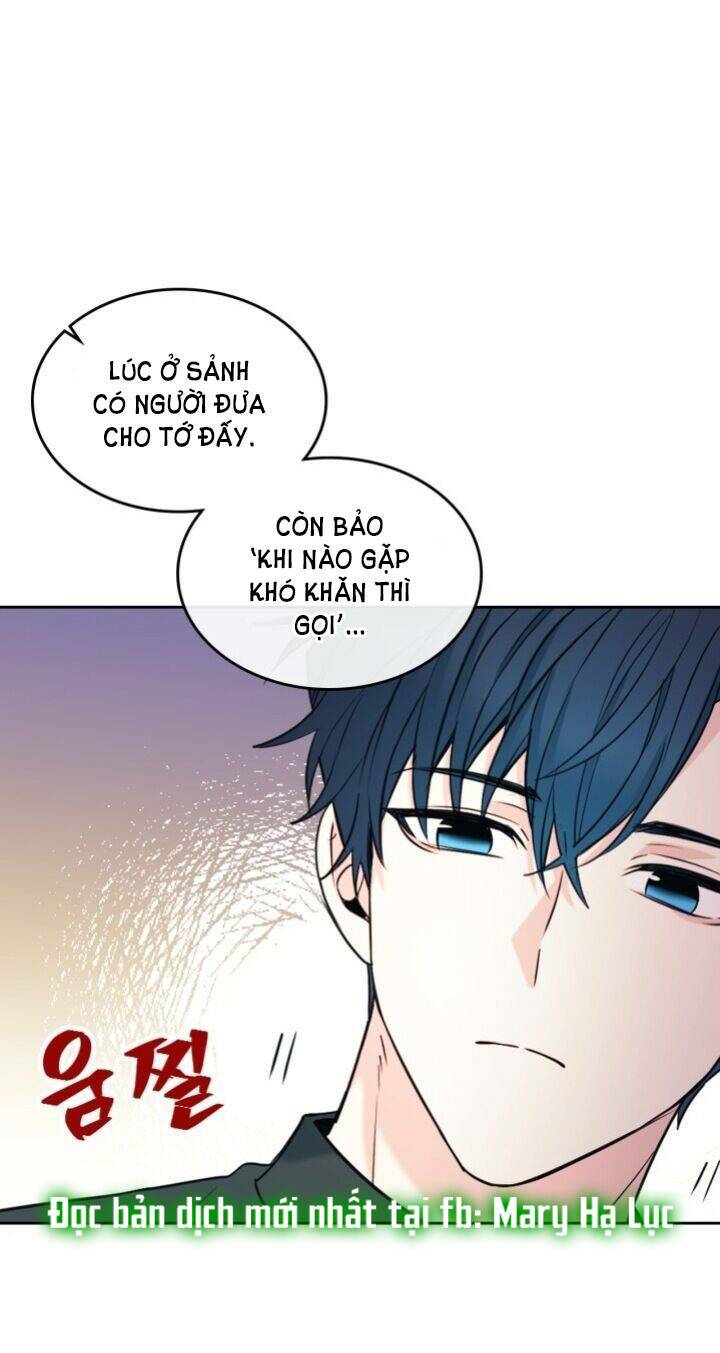 LÚC Ở SẢNH
CÓ NGƯỜI ĐƯA
CHO TỚ ĐẤY.
CÒN BẢO
‘KHI NÀO GẶP
KHÓ KHĂN THÌ
GỌI’...
움찔
Đọc bản dịch mới nhất tại fb: Mary Hạ Lục